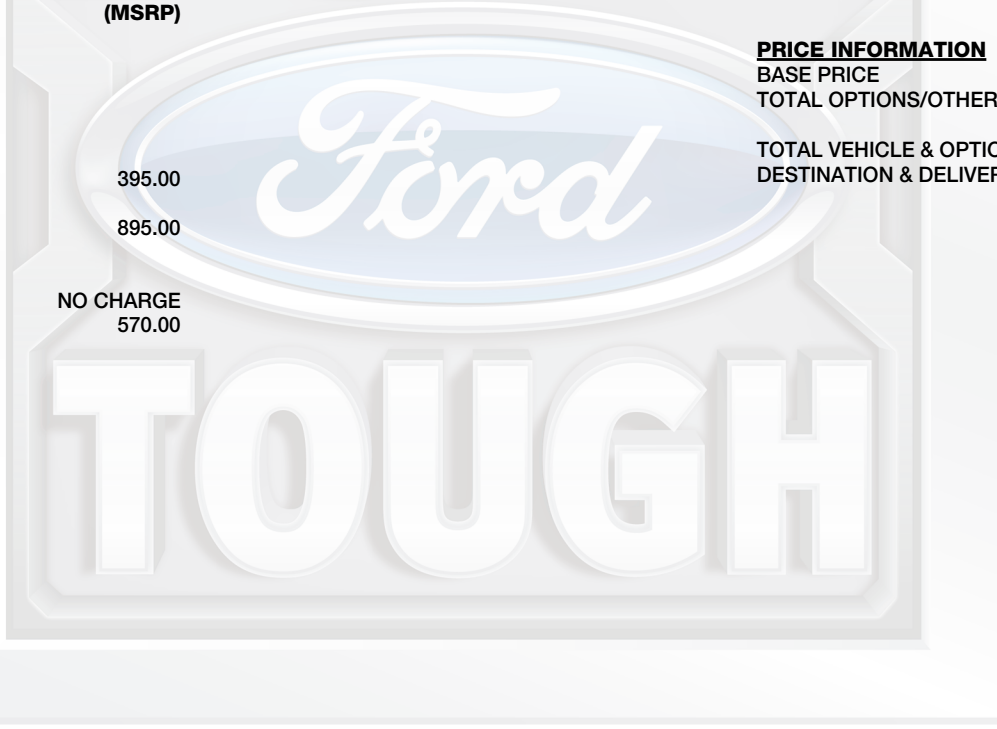 (MSRP)
395.00
895.00
NO CHARGE
570.00
PRICE INFORMATION
BASE PRICE
TOTAL OPTIONS/OTHER
TOTAL VEHICLE & OPTIO
DESTINATION & DELIVER
Ford
TOUGH